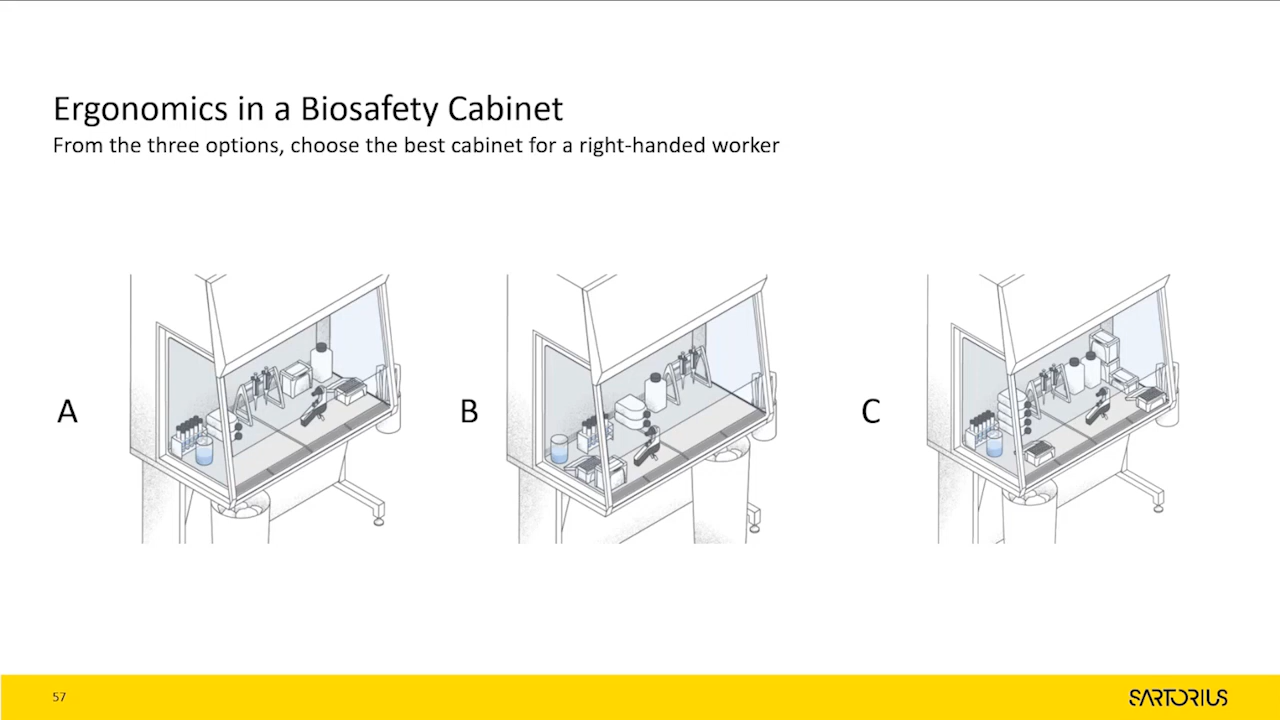 Ergonomics in a Biosafety Cabinet
From the three options, choose the best cabinet for a right-handed worker
A
B
C
57
SARTORIUS